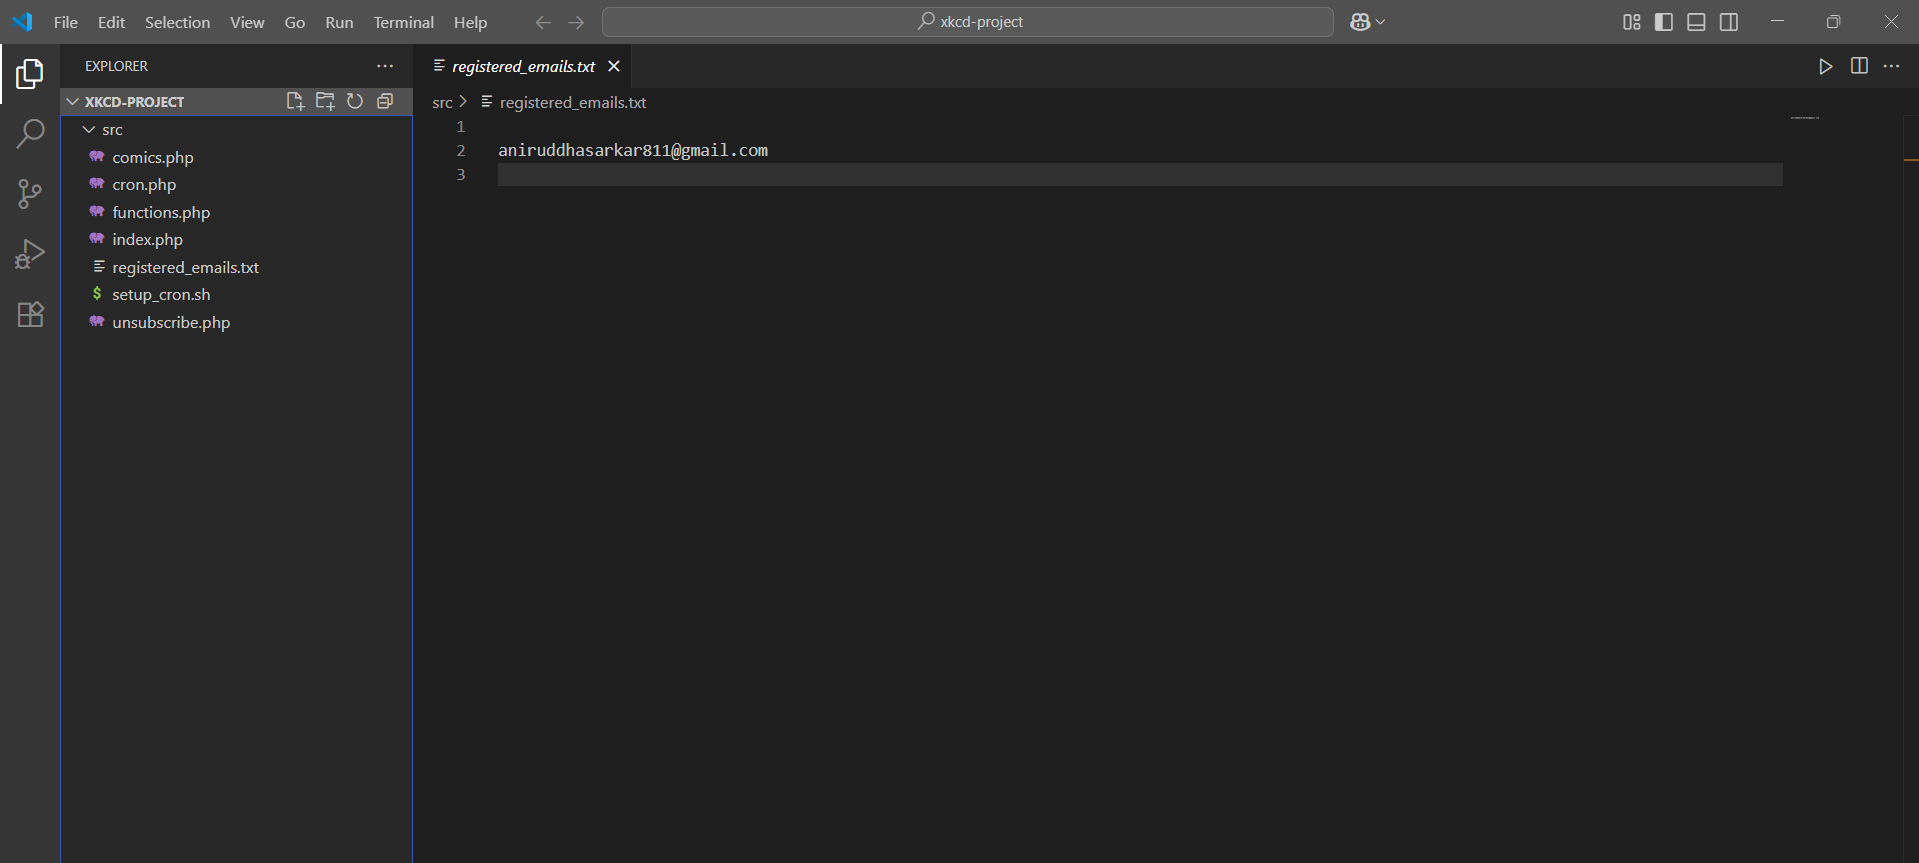 File Edit Selection View Go Run Terminal Help
xkcd-project
EXPLORER
XKCD-PROJECT
src
comics.php
cron.php
functions.php
index.php
registered_emails.txt
$ setup_cron.sh
unsubscribe.php
registered_emails.txt
src > registered_emails.txt
1
2 aniruddhasarkar811@gmail.com
3